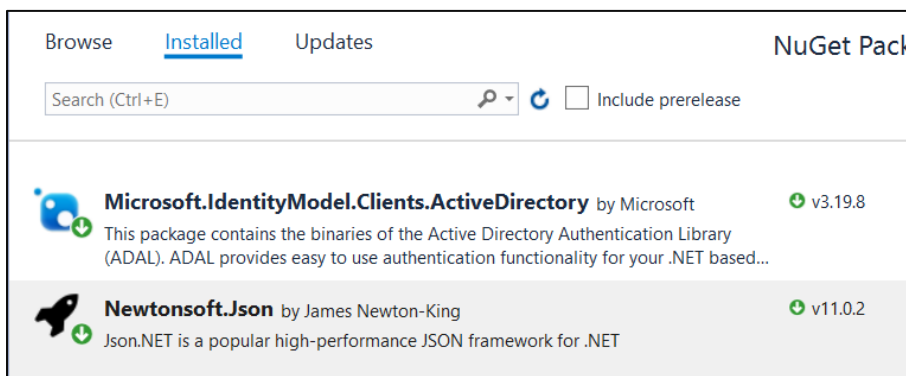 Browse Installed Updates NuGet Pack
Search (Ctrl+E) Include prerelease
Microsoft.IdentityModel.Clients.ActiveDirectory by Microsoft v3.19.8
This package contains the binaries of the Active Directory Authentication Library
(ADAL). ADAL provides easy to use authentication functionality for your .NET based...
Newtonsoft.Json by James Newton-King v11.0.2
Json.NET is a popular high-performance JSON framework for .NET